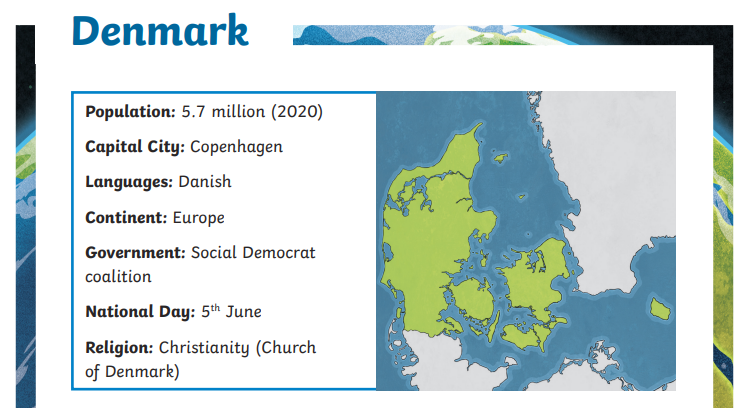 Denmark
Population: 5.7 million (2020)
Capital City: Copenhagen
Languages: Danish
Continent: Europe
Government: Social Democrat
coalition
National Day: 5th June
Religion: Christianity (Church
of Denmark)